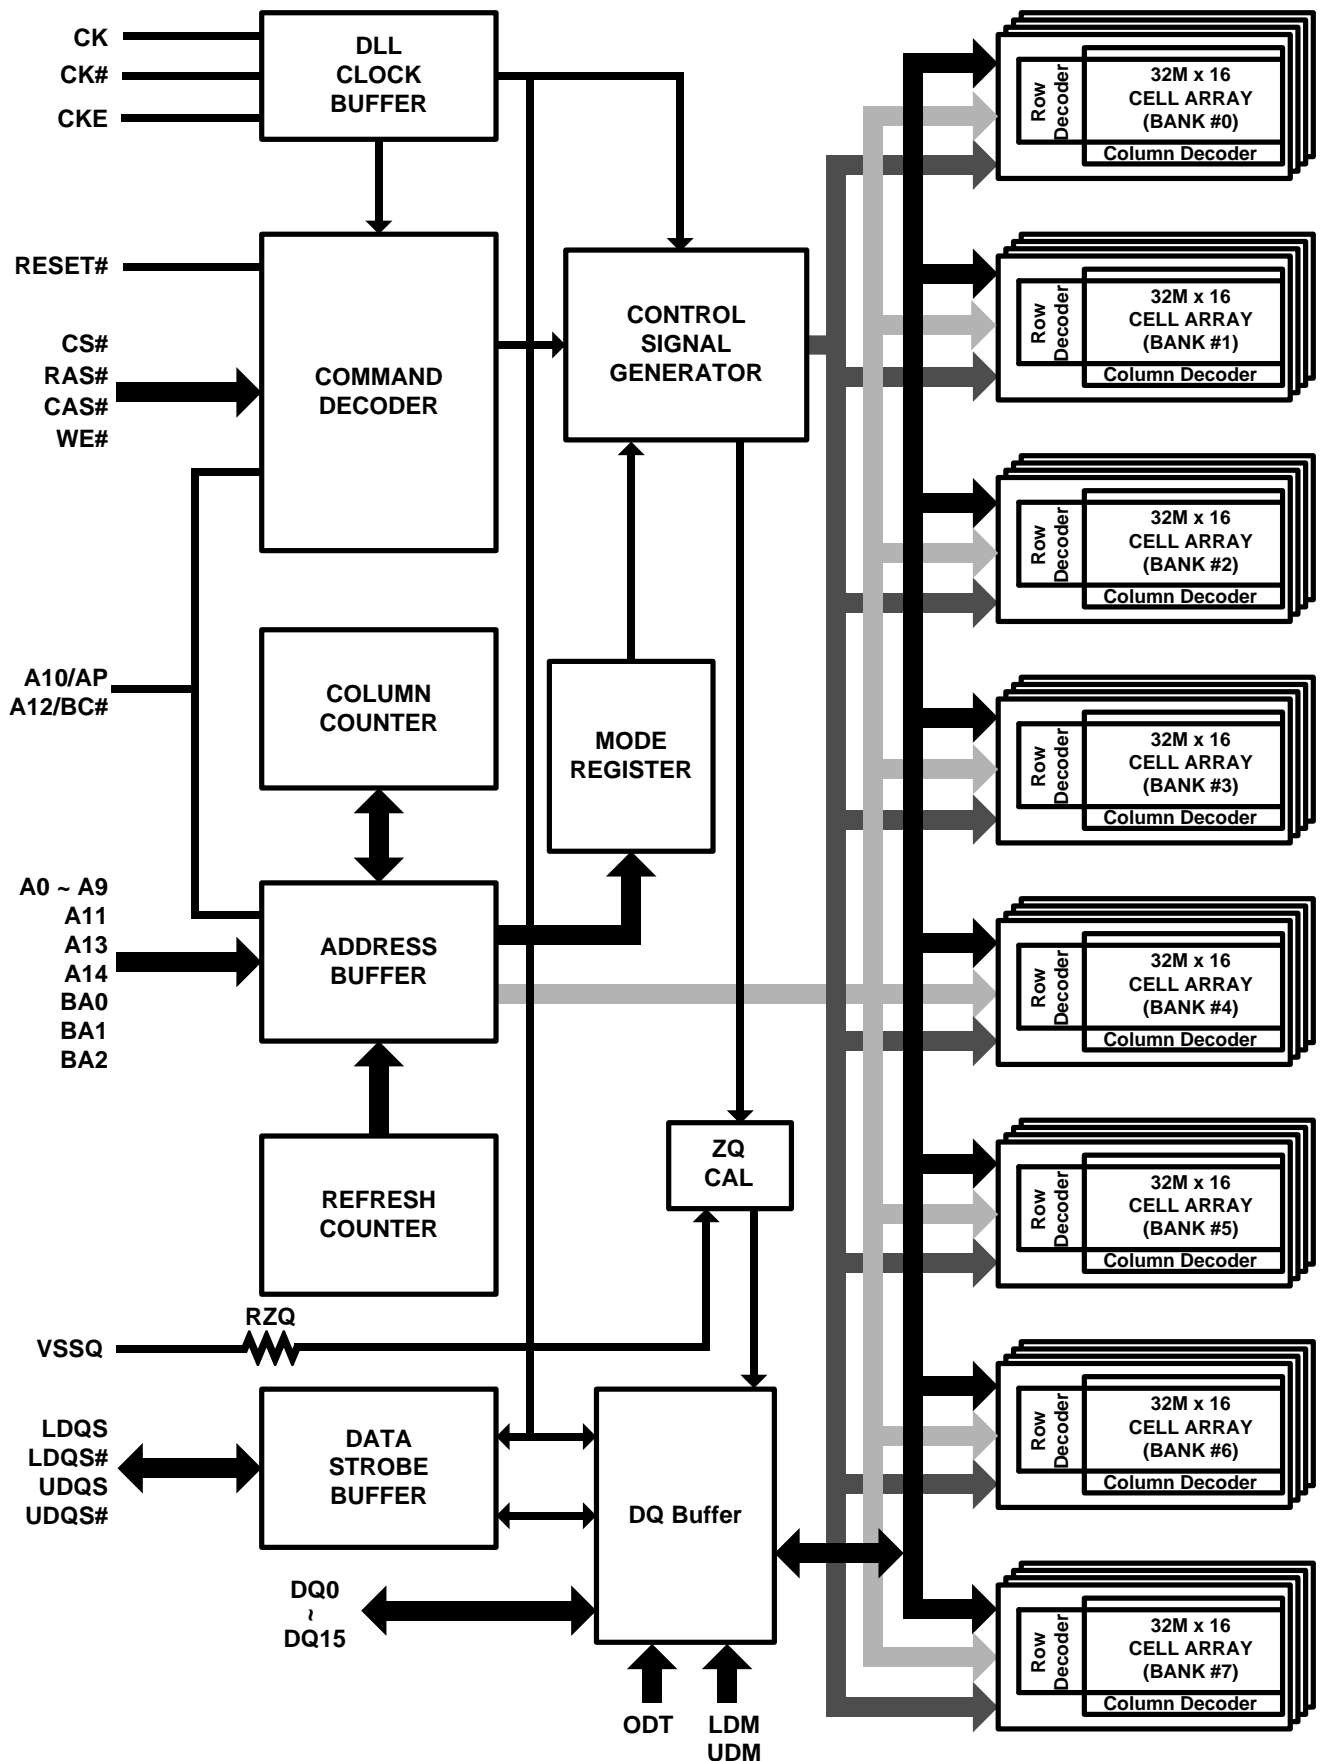 CK
CK#
CKE
DLL
CLOCK
BUFFER
RESET#
CS#
RAS#
CAS#
WE#
COMMAND
DECODER
CONTROL
SIGNAL
GENERATOR
A10/AP
A12/BC#
COLUMN
COUNTER
MODE
REGISTER
A0 ~ A9
A11
A13
A14
BA0
BA1
BA2
ADDRESS
BUFFER
REFRESH
COUNTER
ZQ
CAL
VSSQ
RZQ
LDQS
LDQS#
UDQS
UDQS#
DATA
STROBE
BUFFER
DQ Buffer
DQ0
~
DQ15
ODT
LDM
UDM
Row
Decoder
32M x 16
CELL ARRAY
(BANK #0)
Column Decoder
Row
Decoder
32M x 16
CELL ARRAY
(BANK #1)
Column Decoder
Row
Decoder
32M x 16
CELL ARRAY
(BANK #2)
Column Decoder
Row
Decoder
32M x 16
CELL ARRAY
(BANK #3)
Column Decoder
Row
Decoder
32M x 16
CELL ARRAY
(BANK #4)
Column Decoder
Row
Decoder
32M x 16
CELL ARRAY
(BANK #5)
Column Decoder
Row
Decoder
32M x 16
CELL ARRAY
(BANK #6)
Column Decoder
Row
Decoder
32M x 16
CELL ARRAY
(BANK #7)
Column Decoder